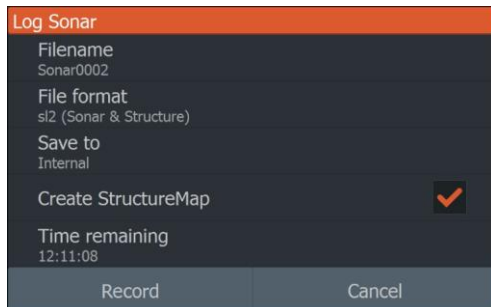 Log Sonar
Filename
Sonar0002
File format
sl2 (Sonar & Structure)
Save to
Internal
Create StructureMap
Time remaining
12:11:08
Record Cancel